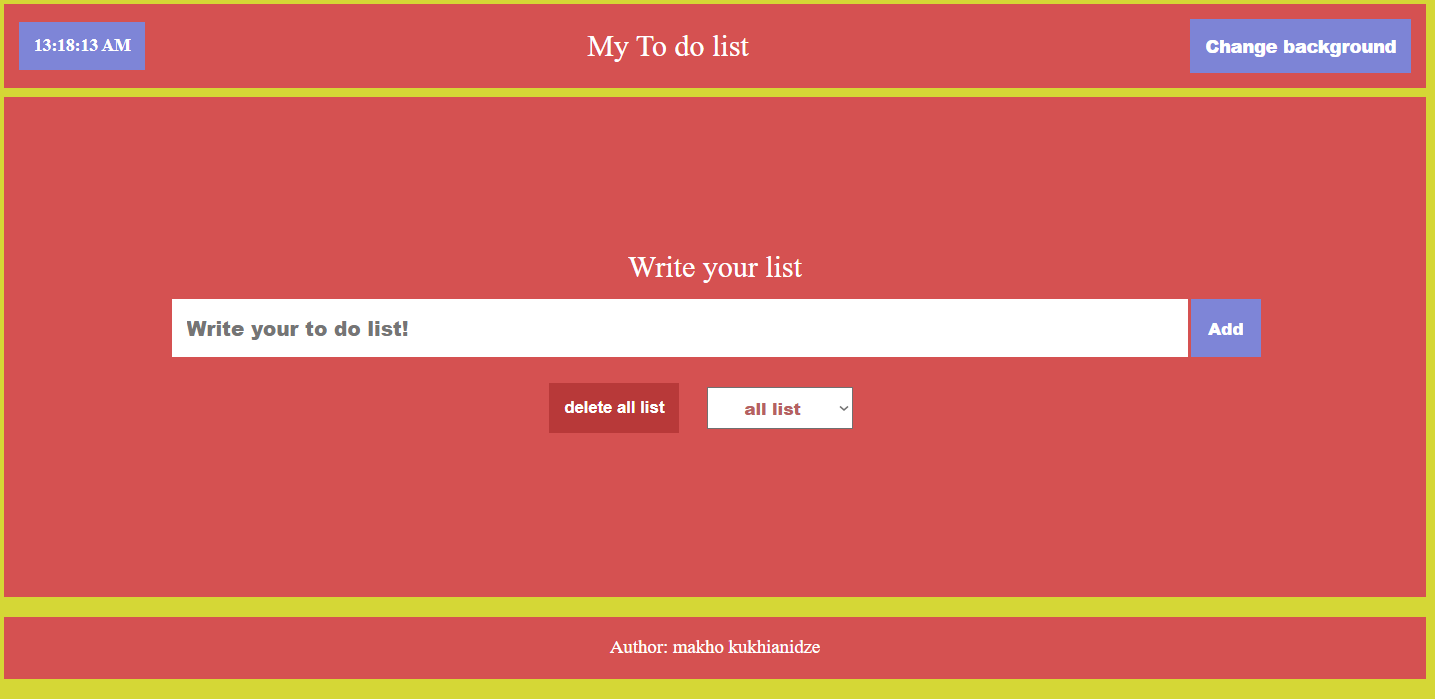 13:18:13 AM
My To do list
Change background
Write your list
Write your to do list!
Add
delete all list
all list
Author: makho kukhianidze